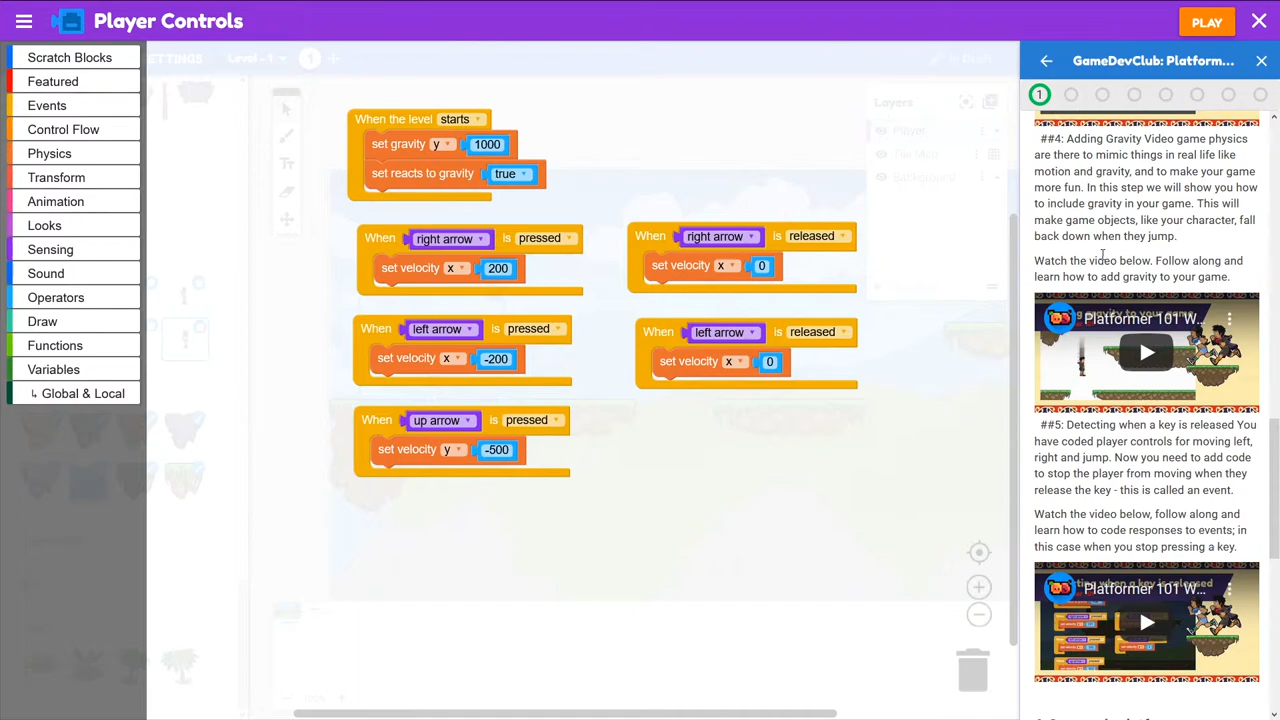 Player Controls
PLAY
Scratch Blocks
Featured
Events
Control Flow
Physics
Transform
Animation
Looks
Sensing
Sound
Operators
Draw
Functions
Variables
↳ Global & Local
ETTINGS
Level - 1
1
In Draft
Layers
Player
Tile Map
Background
When the level starts
set gravity y 1000
set reacts to gravity true
When right arrow is pressed
set velocity x 200
When left arrow is pressed
set velocity x -200
When up arrow is pressed
set velocity y -500
When right arrow is released
set velocity x 0
When left arrow is released
set velocity x 0
GameDevClub: Platform...
1
##4: Adding Gravity Video game physics
are there to mimic things in real life like
motion and gravity, and to make your game
more fun. In this step we will show you how
to include gravity in your game. This will
make game objects, like your character, fall
back down when they jump.
Watch the video below. Follow along and
learn how to add gravity to your game.
Platformer 101 W...
##5: Detecting when a key is released You
have coded player controls for moving left,
right and jump. Now you need to add code
to stop the player from moving when they
release the key - this is called an event.
Watch the video below, follow along and
learn how to code responses to events; in
this case when you stop pressing a key.
Platformer 101 W...